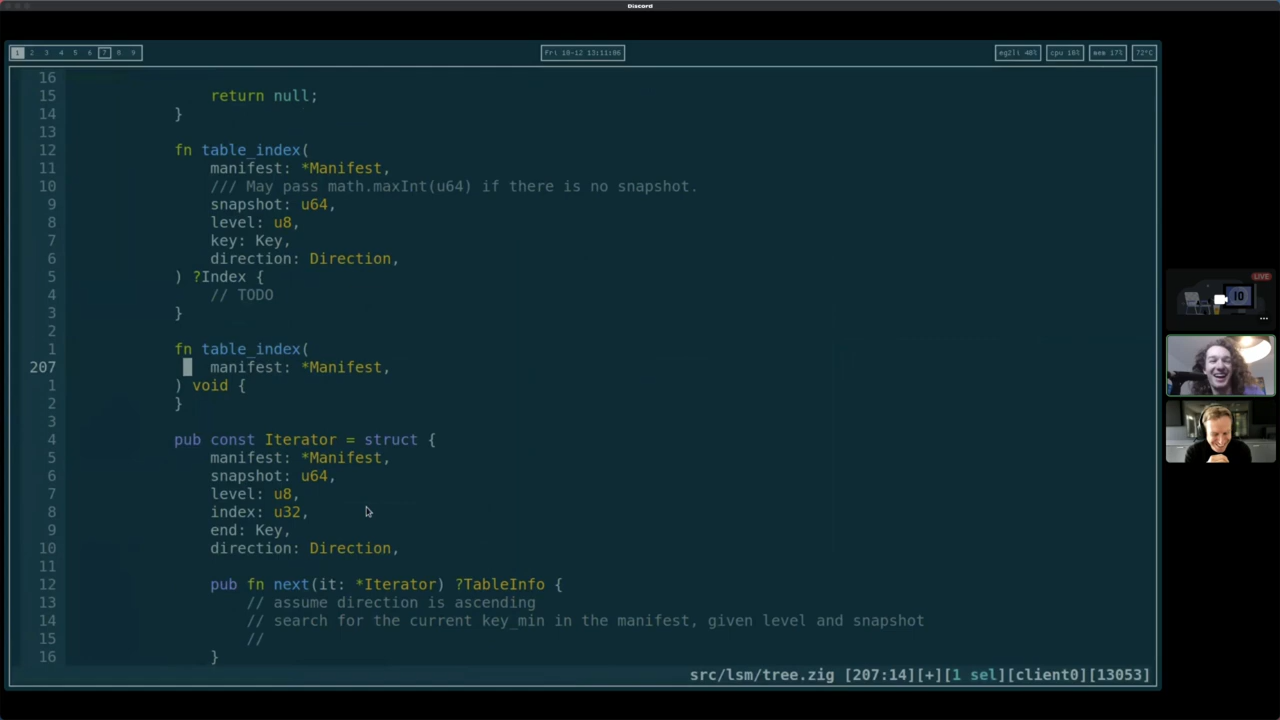 Discord
1 2 3 4 5 6 7 8 9
Fri 10-12 13:11:06
cpu 16%
mem 17%
72°C
16
15 return null;
14 }
13
12 fn table_index(
11 manifest: *Manifest,
10 /// May pass math.maxInt(u64) if there is no snapshot.
9 snapshot: u64,
8 level: u8,
7 key: Key,
6 direction: Direction,
5 ) ?Index {
4 // TODO
3 }
2
1 fn table_index(
207 manifest: *Manifest,
1 ) void {
2 }
3
4 pub const Iterator = struct {
5 manifest: *Manifest,
6 snapshot: u64,
7 level: u8,
8 index: u32,
9 end: Key,
10 direction: Direction,
11
12 pub fn next(it: *Iterator) ?TableInfo {
13 // assume direction is ascending
14 // search for the current key_min in the manifest, given level and snapshot
15 //
16 }
src/lsm/tree.zig [207:14][+][1 sel][client0][13053]
LIVE
IO